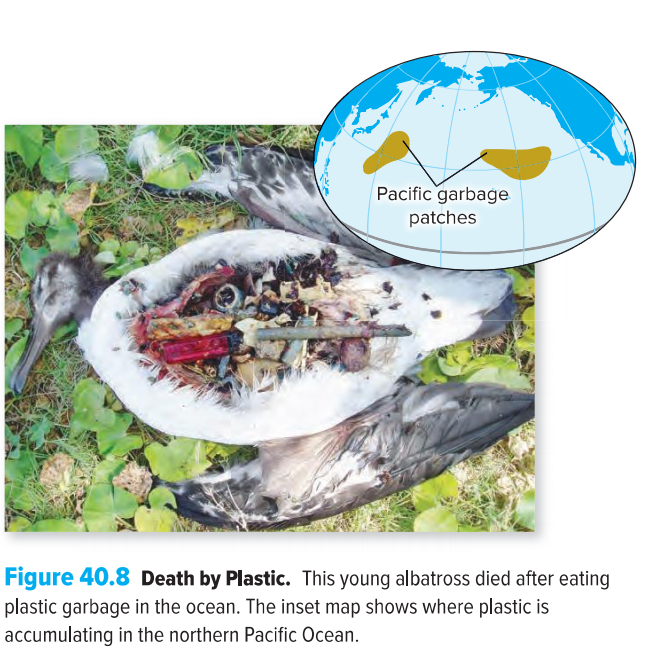 Pacific garbage
patches
Figure 40.8 Death by Plastic. This young albatross died after eating
plastic garbage in the ocean. The inset map shows where plastic is
accumulating in the northern Pacific Ocean.